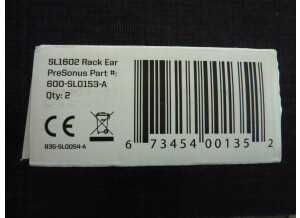 SL1602 Rack Ear
PreSonus Part #:
600-SL0153-A
Qty: 2
CE
835-SL0054-A
6 73454 00135 2